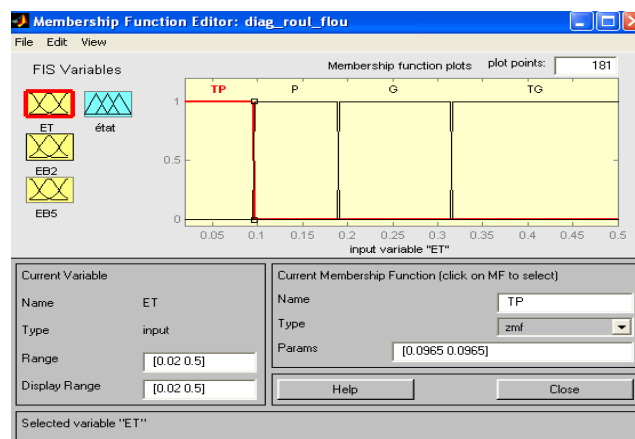 Membership Function Editor: diag_roul_flou
File Edit View
FIS Variables
Membership function plots plot points: 181
TP P G TG
ET état
EB2
EB5
1
0.5
0
0.05 0.1 0.15 0.2 0.25 0.3 0.35 0.4 0.45 0.5
input variable "ET"
Current Variable
Name ET
Type input
Range [0.02 0.5]
Display Range [0.02 0.5]
Current Membership Function (click on MF to select)
Name TP
Type zmf
Params [0.0965 0.0965]
Help Close
Selected variable "ET"